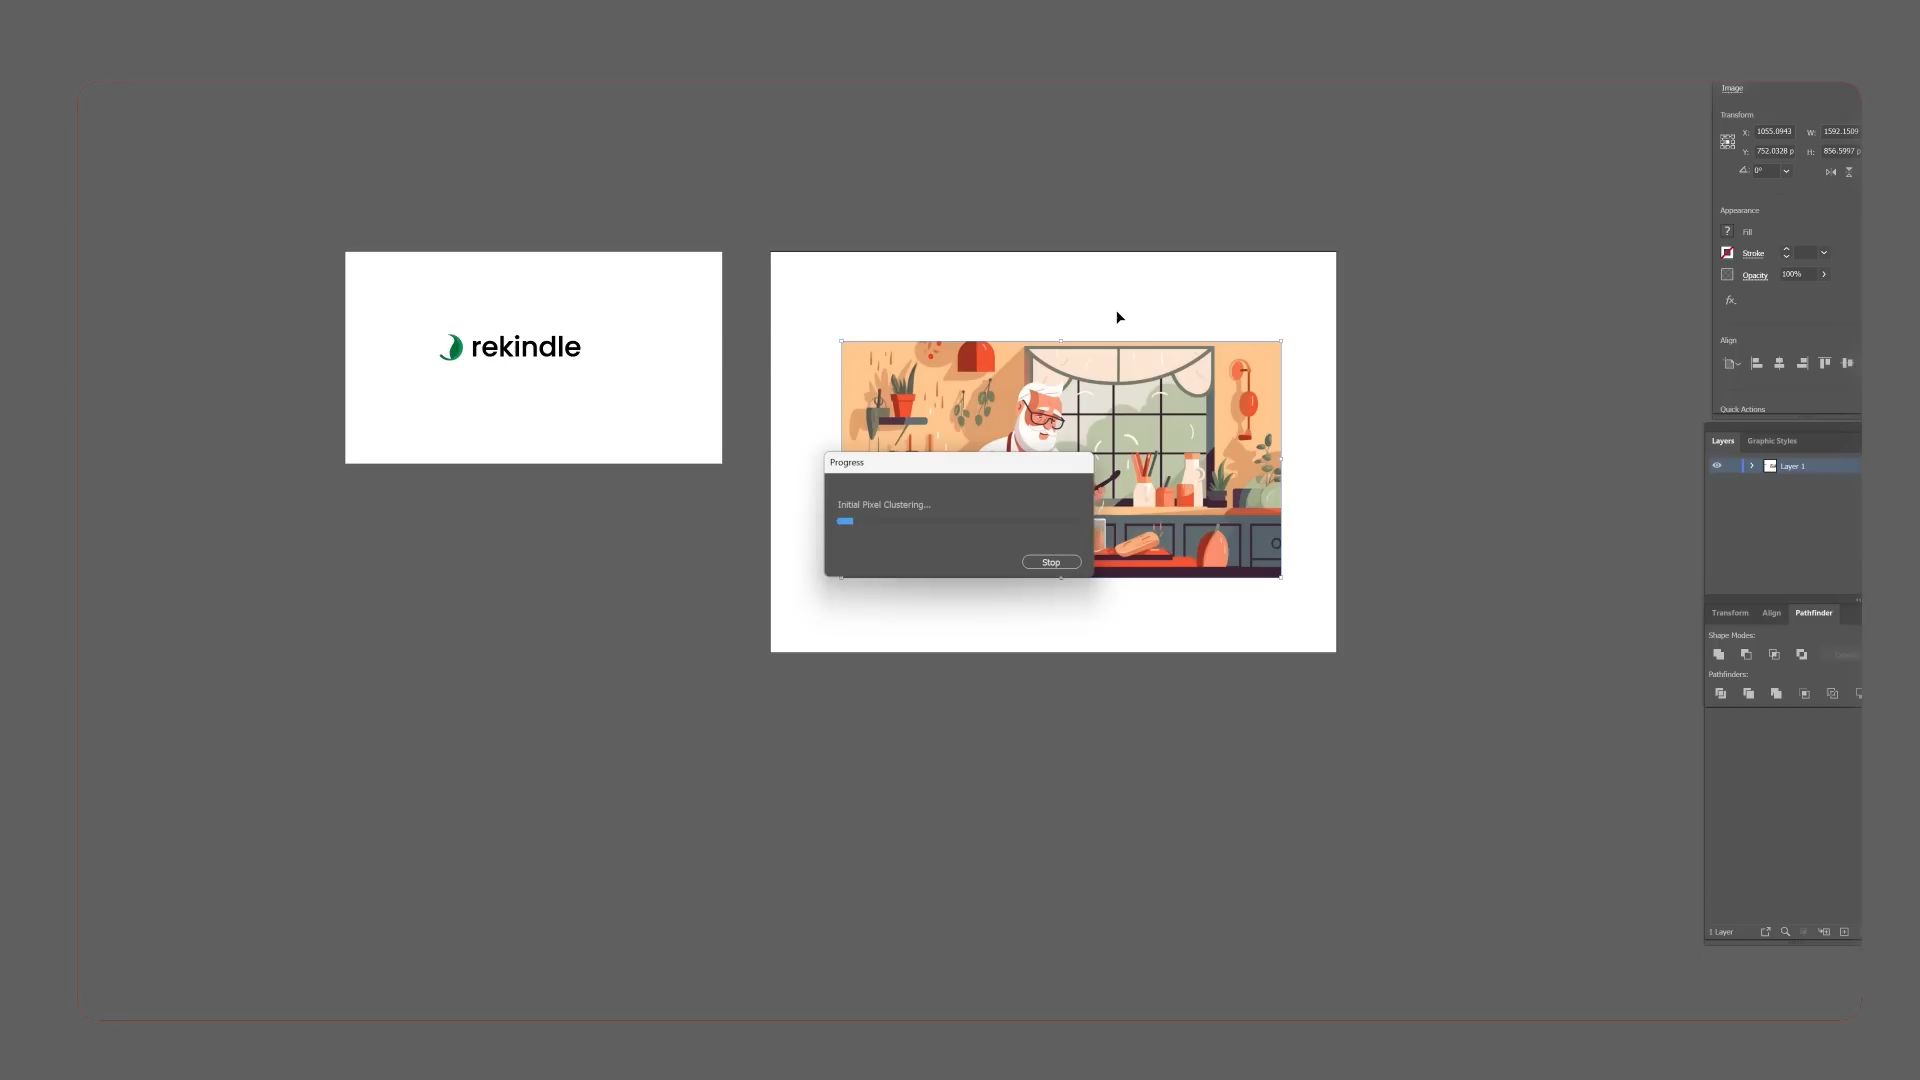 Image
Transform
X: 1055.0943 W: 1592.1509
Y: 752.0328 p H: 856.5997 p
0°
Appearance
? Fill
Stroke
Opacity 100%
fx.
Align
Quick Actions
rekindle
Progress
Initial Pixel Clustering...
Stop
Layers Graphic Styles
Layer 1
Transform Align Pathfinder
Shape Modes:
Pathfinders:
1 Layer